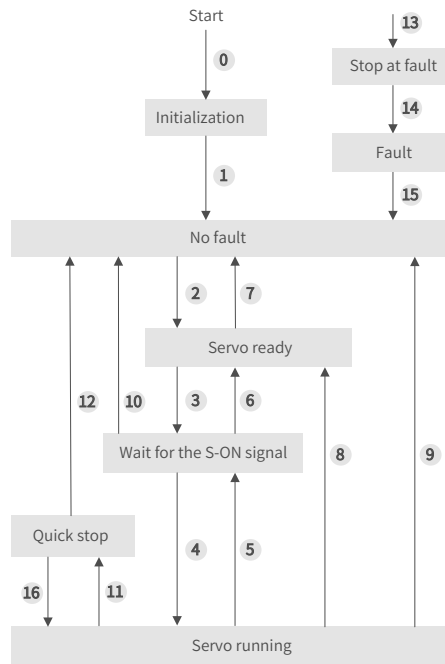 Start
13
0
Stop at fault
14
Initialization
Fault
1
15
No fault
2
7
Servo ready
12
10
3
6
8
9
Wait for the S-ON signal
Quick stop
4
5
16
11
Servo running